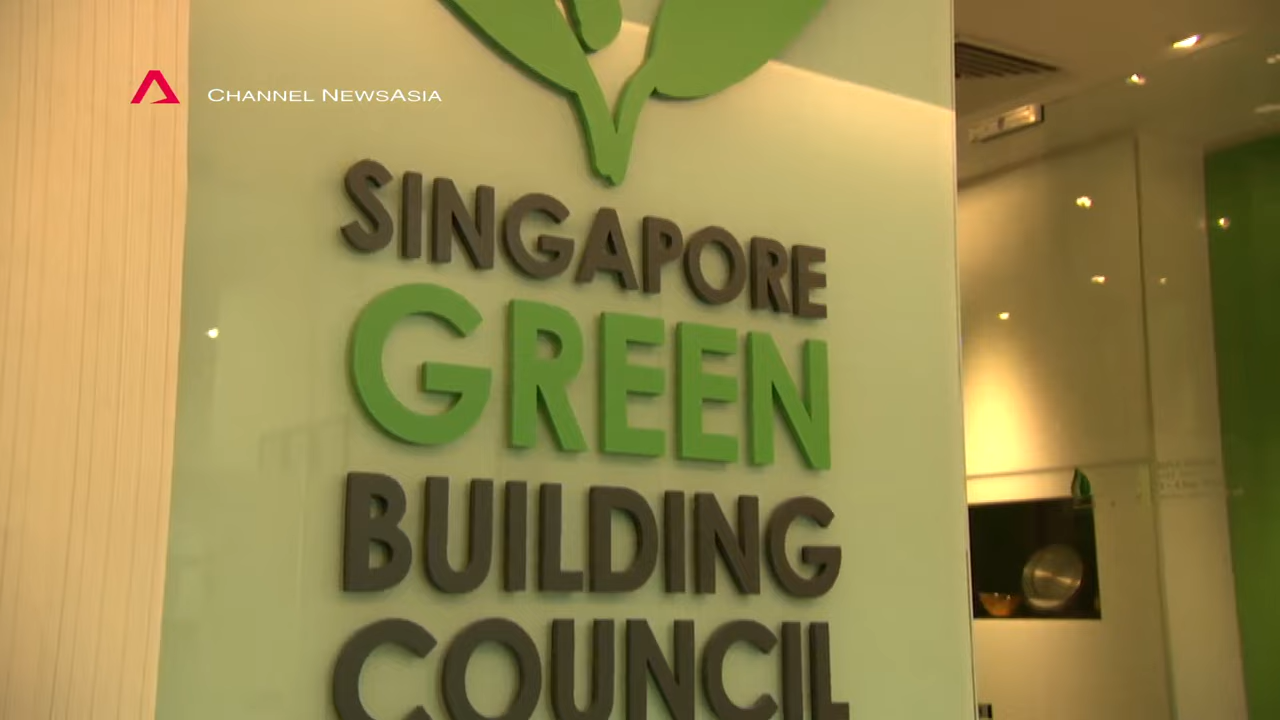 CHANNEL NEWSASIA
SINGAPORE
GREEN
BUILDING
COUNCIL